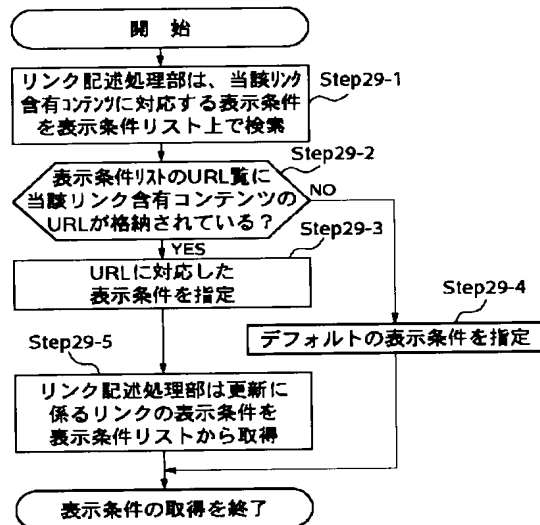 開 始
リンク記述処理部は、当該リンク
含有コンテンツに対応する表示条件
を表示条件リスト上で検索
Step29-1
Step29-2
表示条件リストのURL覧に
当該リンク含有コンテンツの
URLが格納されている？
NO
YES
Step29-3
URLに対応した
表示条件を指定
Step29-4
デフォルトの表示条件を指定
Step29-5
リンク記述処理部は更新に
係るリンクの表示条件を
表示条件リストから取得
表示条件の取得を終了